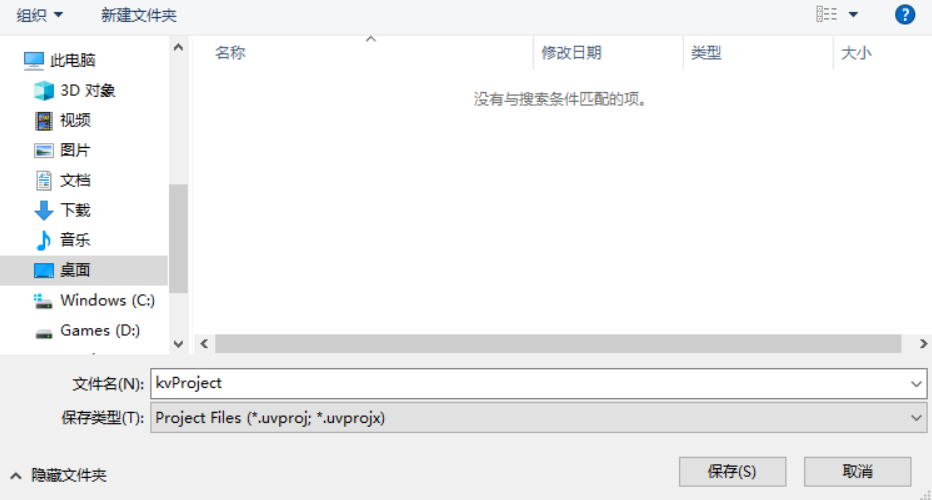 组织 新建文件夹
?
此电脑
3D 对象
视频
图片
文档
下载
音乐
桌面
Windows (C:)
Games (D:)
名称 修改日期 类型 大小
没有与搜索条件匹配的项。
文件名(N): kvProject
保存类型(T): Project Files (*.uvproj; *.uvprojx)
隐藏文件夹 保存(S) 取消